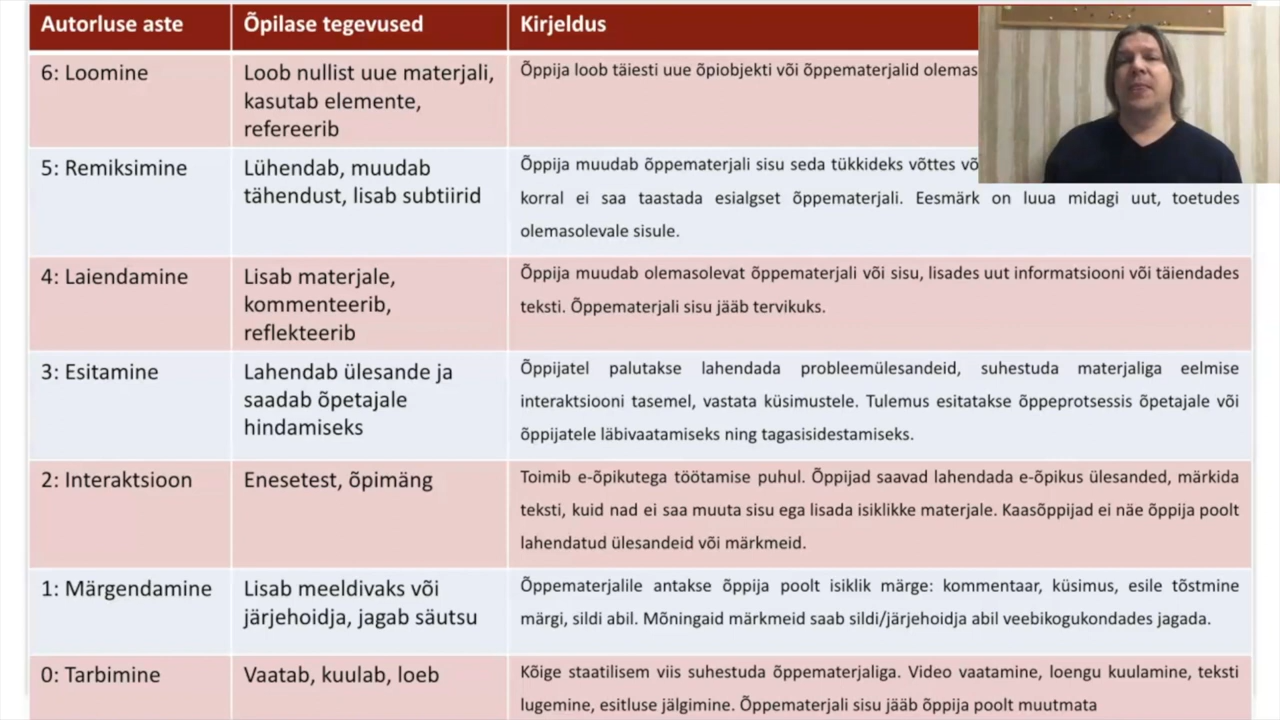 Autorluse aste
Õpilase tegevused
Kirjeldus
6: Loomine
Loob nullist uue materjali,
kasutab elemente,
refereerib
Õppija loob täiesti uue õpiobjekti või õppematerjalid
5: Remiksimine
Lühendab, muudab
tähendust, lisab subtiirid
Õppija muudab õppematerjali sisu seda tükkideks võttes
korral ei saa taastada esialgset õppematerjali. Eesmärk on luua midagi uut, toetudes
olemasolevale sisule.
4: Laiendamine
Lisab materjale,
kommenteerib,
reflekteerib
Õppija muudab olemasolevat õppematerjali või sisu, lisades uut informatsiooni või täiendades
teksti. Õppematerjali sisu jääb tervikuks.
3: Esitamine
Lahendab ülesande ja
saadab õpetajale
hindamiseks
Õppijatel palutakse lahendada probleemülesandeid, suhestuda materjaliga eelmise
interaktsiooni tasemel, vastata küsimustele. Tulemus esitatakse õppeprotsessis õpetajale või
õppijatele läbivaatamiseks ning tagasisidestamiseks.
2: Interaktsioon
Enesetest, õpimäng
Toimib e-õpikutega töötamise puhul. Õppijad saavad lahendada e-õpikus ülesanded, märkida
teksti, kuid nad ei saa muuta sisu ega lisada isiklikke materjale. Kaasõppijad ei näe õppija poolt
lahendatud ülesandeid või märkmeid.
1: Märgendamine
Lisab meeldivaks või
järjehoidja, jagab säutsu
Õppematerjalile antakse õppija poolt isiklik märge: kommentaar, küsimus, esile tõstmine
märgi, sildi abil. Mõningaid märkmeid saab sildi/järjehoidja abil veebikogukondades jagada.
0: Tarbimine
Vaatab, kuulab, loeb
Kõige staatilisem viis suhestuda õppematerjaliga. Video vaatamine, loengu kuulamine, teksti
lugemine, esitluse jälgimine. Õppematerjali sisu jääb õppija poolt muutmata